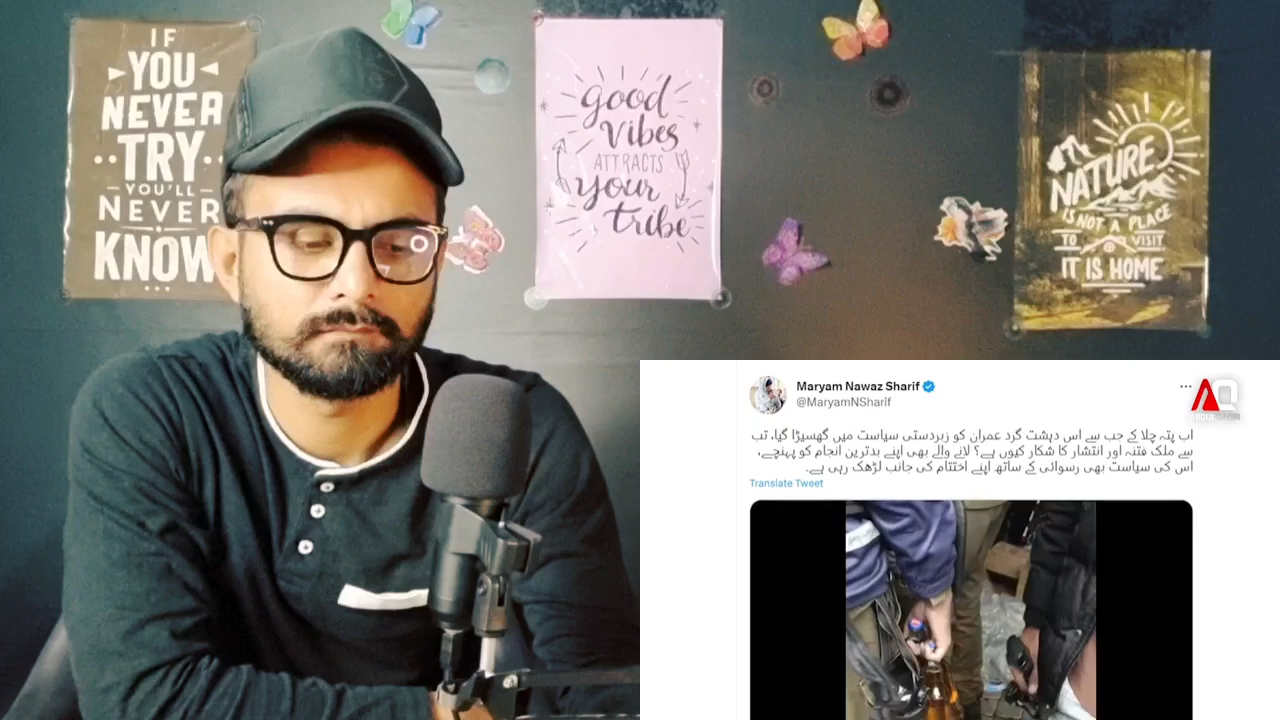 IF
YOU
NEVER
TRY
YOU'LL
NEVER
KNOW
good
vibes
ATTRACTS
your
tribe
NATURE
IS NOT A PLACE
TO VISIT
IT IS HOME
Maryam Nawaz Sharif
@MaryamNSharif
AQ
اب پتہ چلا کے جب سے اس دہشت گرد عمران کو زبردستی سیاست میں گھسیڑا گیا، تب
سے ملک فتنہ اور انتشار کا شکار کیوں ہے؟ لانے والے بھی اپنے بدترین انجام کو پہنچے،
اس کی سیاست بھی رسوائی کے ساتھ اپنے اختتام کی جانب لڑھک رہی ہے۔
Translate Tweet